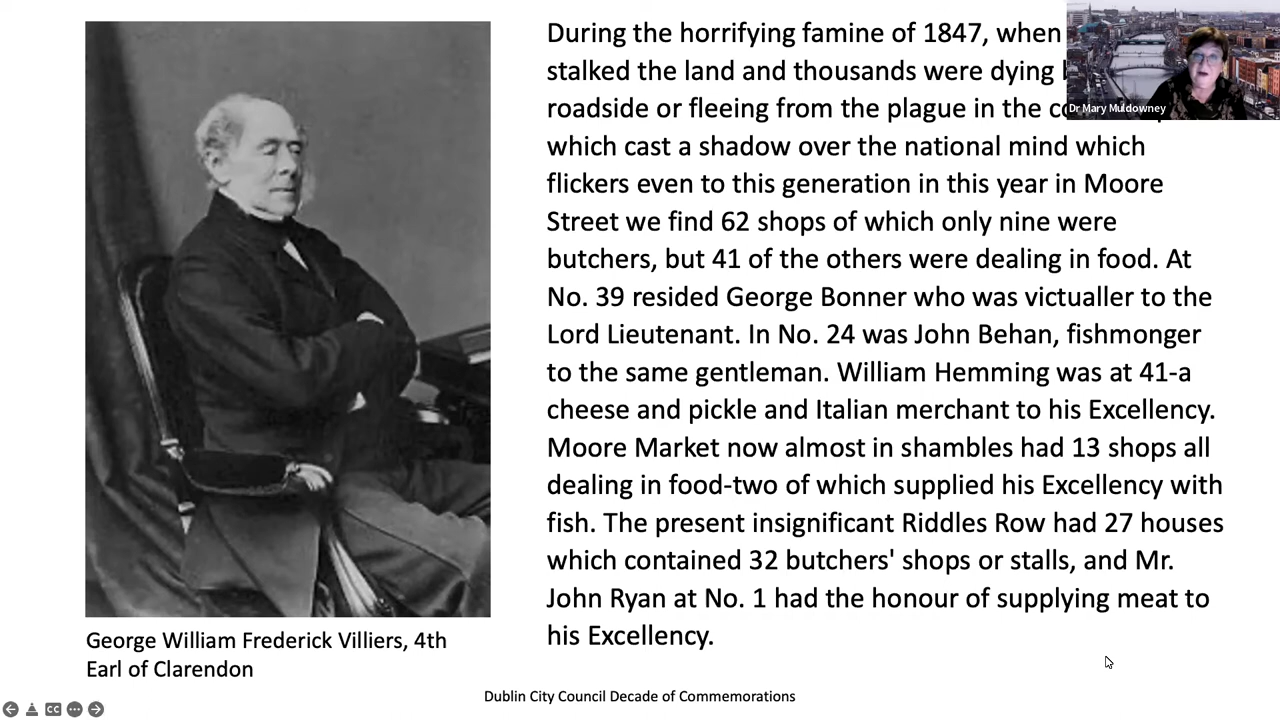 During the horrifying famine of 1847, when
stalked the land and thousands were dying
roadside or fleeing from the plague in the
which cast a shadow over the national mind which
flickers even to this generation in this year in Moore
Street we find 62 shops of which only nine were
butchers, but 41 of the others were dealing in food. At
No. 39 resided George Bonner who was victualler to the
Lord Lieutenant. In No. 24 was John Behan, fishmonger
to the same gentleman. William Hemming was at 41-a
cheese and pickle and Italian merchant to his Excellency.
Moore Market now almost in shambles had 13 shops all
dealing in food-two of which supplied his Excellency with
fish. The present insignificant Riddles Row had 27 houses
which contained 32 butchers' shops or stalls, and Mr.
John Ryan at No. 1 had the honour of supplying meat to
his Excellency.
Dr Mary Muldowney
George William Frederick Villiers, 4th
Earl of Clarendon
Dublin City Council Decade of Commemorations
CC